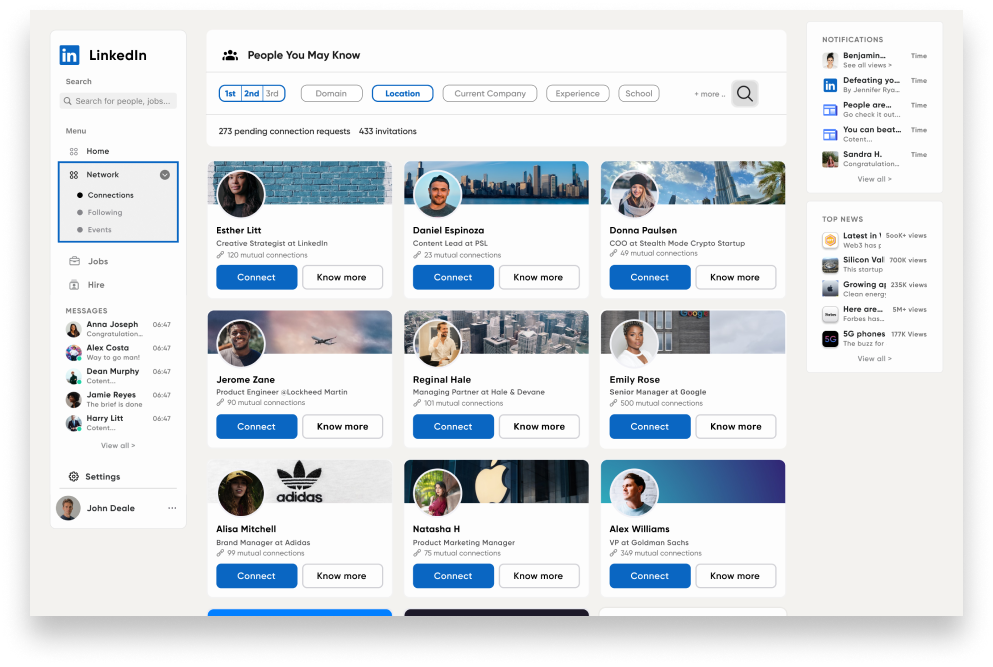 in LinkedIn
Search
Search for people, jobs...
Menu
Home
Network
Connections
Following
Events
Jobs
Hire
MESSAGES
Anna Joseph 06:47
Congratulation...
Alex Costa 06:47
Way to go man!
Dean Murphy 06:47
Cotent...
Jamie Reyes 06:47
The brief is done
Harry Litt 06:47
Cotent...
View all >
Settings
John Deale ...
People You May Know
1st 2nd 3rd Domain Location Current Company Experience School + more ..
273 pending connection requests 433 invitations
Esther Litt
Creative Strategist at LinkedIn
120 mutual connections
Connect Know more
Daniel Espinoza
Content Lead at PSL
23 mutual connections
Connect Know more
Donna Paulsen
COO at Stealth Mode Crypto Startup
49 mutual connections
Connect Know more
Jerome Zane
Product Engineer @Lockheed Martin
90 mutual connections
Connect Know more
Reginal Hale
Managing Partner at Hale & Devane
101 mutual connections
Connect Know more
Google
Emily Rose
Senior Manager at Google
500 mutual connections
Connect Know more
adidas
Alisa Mitchell
Brand Manager at Adidas
99 mutual connections
Connect Know more
Natasha H
Product Marketing Manager
75 mutual connections
Connect Know more
Alex Williams
VP at Goldman Sachs
349 mutual connections
Connect Know more
NOTIFICATIONS
Benjamin... Time
See all views >
in
Defeating yo... Time
By Jennifer Rya...
People are... Time
Go check it out...
You can beat... Time
Cotent...
Sandra H. Time
Congratulation...
View all >
TOP NEWS
Latest in 5ooK+ views
Web3 has
Silicon Val 700K views
This startup
Growing 235K views
Clean energy
Forbes
Here are... 5M+ views
Forbes has...
5G
5G phones 177K Views
The buzz for
View all >